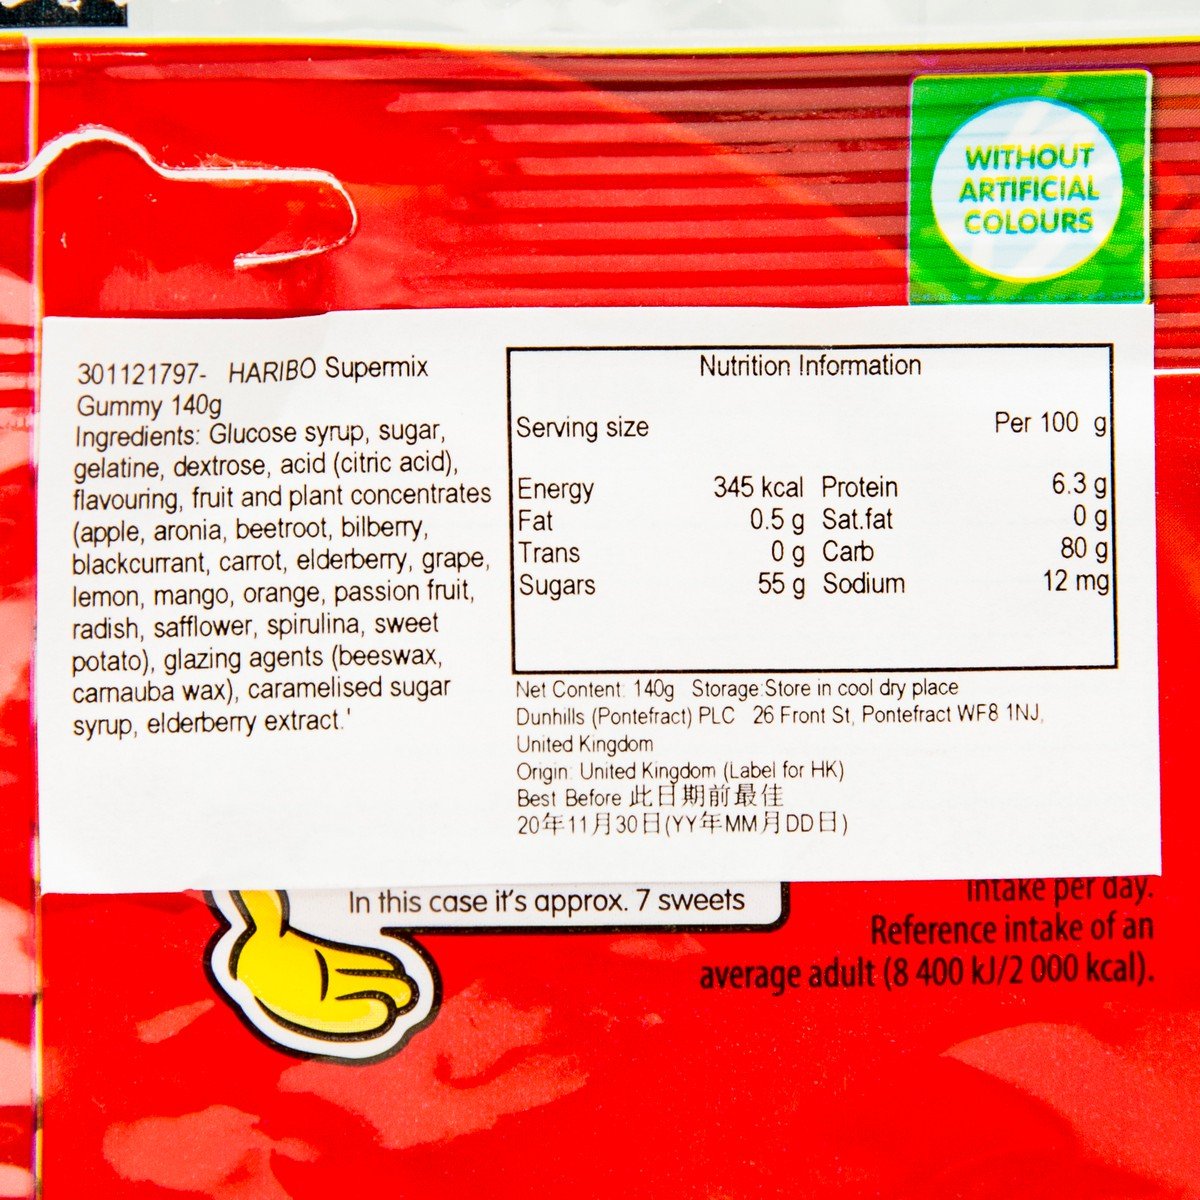 WITHOUT
ARTIFICIAL
COLOURS
301121797- HARIBO Supermix
Gummy 140g
Ingredients: Glucose syrup, sugar,
gelatine, dextrose, acid (citric acid),
flavouring, fruit and plant concentrates
(apple, aronia, beetroot, bilberry,
blackcurrant, carrot, elderberry, grape,
lemon, mango, orange, passion fruit,
radish, safflower, spirulina, sweet
potato), glazing agents (beeswax,
carnauba wax), caramelised sugar
syrup, elderberry extract.'
Nutrition Information
Serving size Per 100 g
Energy 345 kcal Protein 6.3 g
Fat 0.5 g Sat.fat 0 g
Trans 0 g Carb 80 g
Sugars 55 g Sodium 12 mg
Net Content: 140g Storage:Store in cool dry place
Dunhills (Pontefract) PLC 26 Front St, Pontefract WF8 1NJ,
United Kingdom
Origin: United Kingdom (Label for HK)
Best Before 此日期前最佳
20年11月30日(YY年MM月DD日)
In this case it's approx. 7 sweets
intake per day.
Reference intake of an
average adult (8 400 kJ/2 000 kcal).